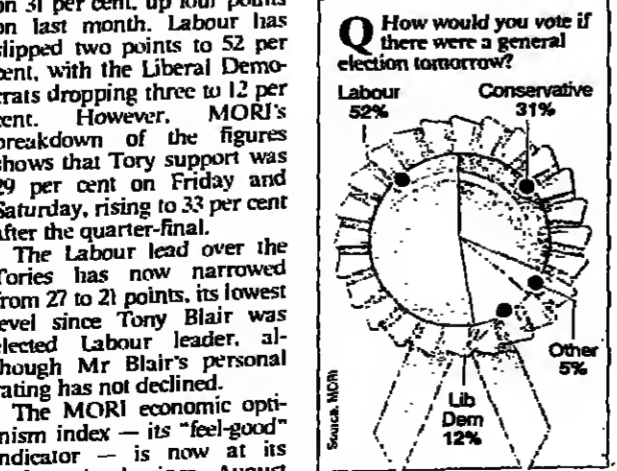 on 31 per cent, up four points
on last month. Labour has
slipped two points to 52 per
cent, with the Liberal Demo-
crats dropping three to 12 per
cent. However, MORI's
breakdown of the figures
shows that Tory support was
29 per cent on Friday and
Saturday, rising to 33 per cent
after the quarter-final.
The Labour lead over the
Tories has now narrowed
from 27 to 21 points, its lowest
level since Tony Blair was
elected Labour leader, al-
though Mr Blair's personal
rating has not declined.
The MORI economic opti-
mism index — its "feel-good"
indicator — is now at its
August
Q How would you vote if
there were a general
election tomorrow?
Labour
52%
Conservative
31%
Other
5%
Lib
Dem
12%
Source: MORI